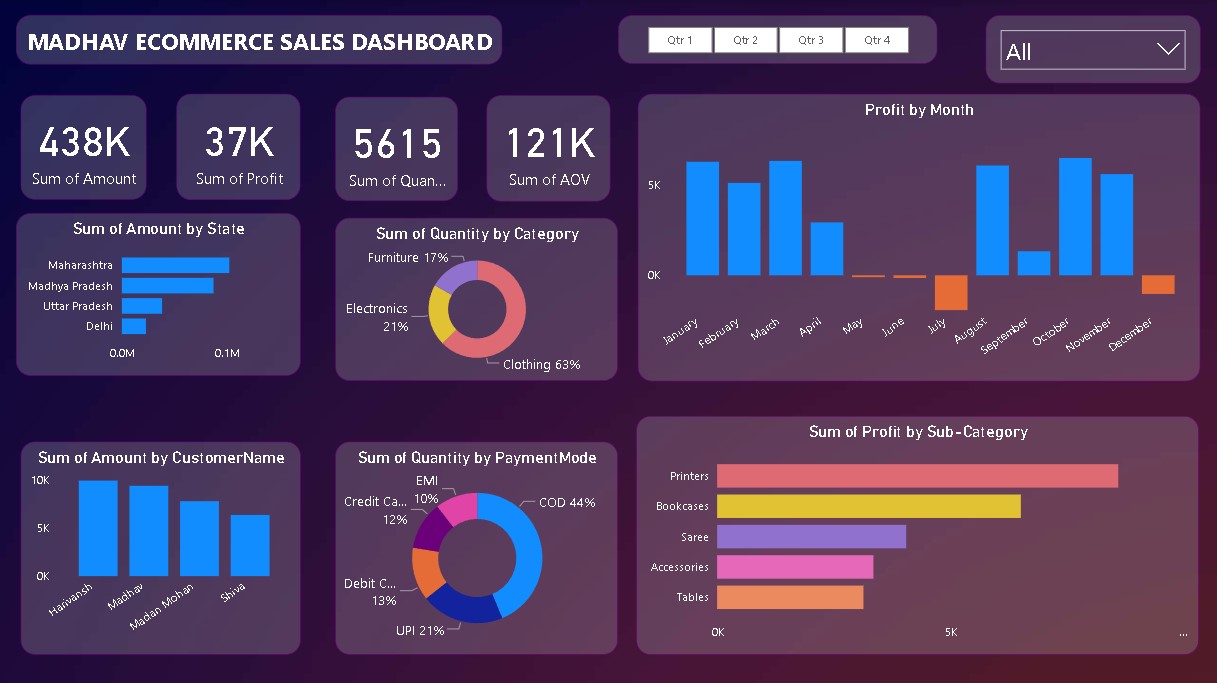 MADHAV ECOMMERCE SALES DASHBOARD
Qtr 1
Qtr 2
Qtr 3
Qtr 4
All
438K
Sum of Amount
37K
Sum of Profit
5615
Sum of Quan...
121K
Sum of AOV
Profit by Month
5K
0K
January
February
March
April
May
June
July
August
September
October
November
December
Sum of Amount by State
Maharashtra
Madhya Pradesh
Uttar Pradesh
Delhi
0.0M
0.1M
Sum of Quantity by Category
Furniture 17%
Electronics
21%
Clothing 63%
Sum of Amount by CustomerName
10K
5K
0K
Harivansh
Madhav
Madan Mohan
Shiva
Sum of Quantity by PaymentMode
EMI
10%
Credit Ca...
12%
COD 44%
Debit C...
13%
UPI 21%
Sum of Profit by Sub-Category
Printers
Bookcases
Saree
Accessories
Tables
0K
5K
...